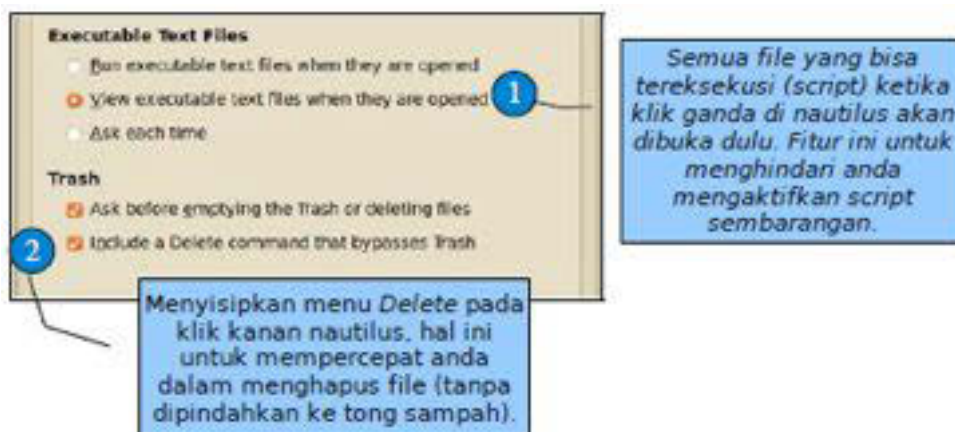 Executable Text Files
Run executable text files when they are opened
View executable text files when they are opened
1
Ask each time
Trash
Ask before emptying the Trash or deleting files
Include a Delete command that bypasses Trash
2
Semua file yang bisa
tereksekusi (script) ketika
klik ganda di nautilus akan
dibuka dulu. Fitur ini untuk
menghindari anda
mengaktifkan script
sembarangan.
Menyisipkan menu Delete pada
klik kanan nautilus, hal ini
untuk mempercepat anda
dalam menghapus file (tanpa
dipindahkan ke tong sampah).